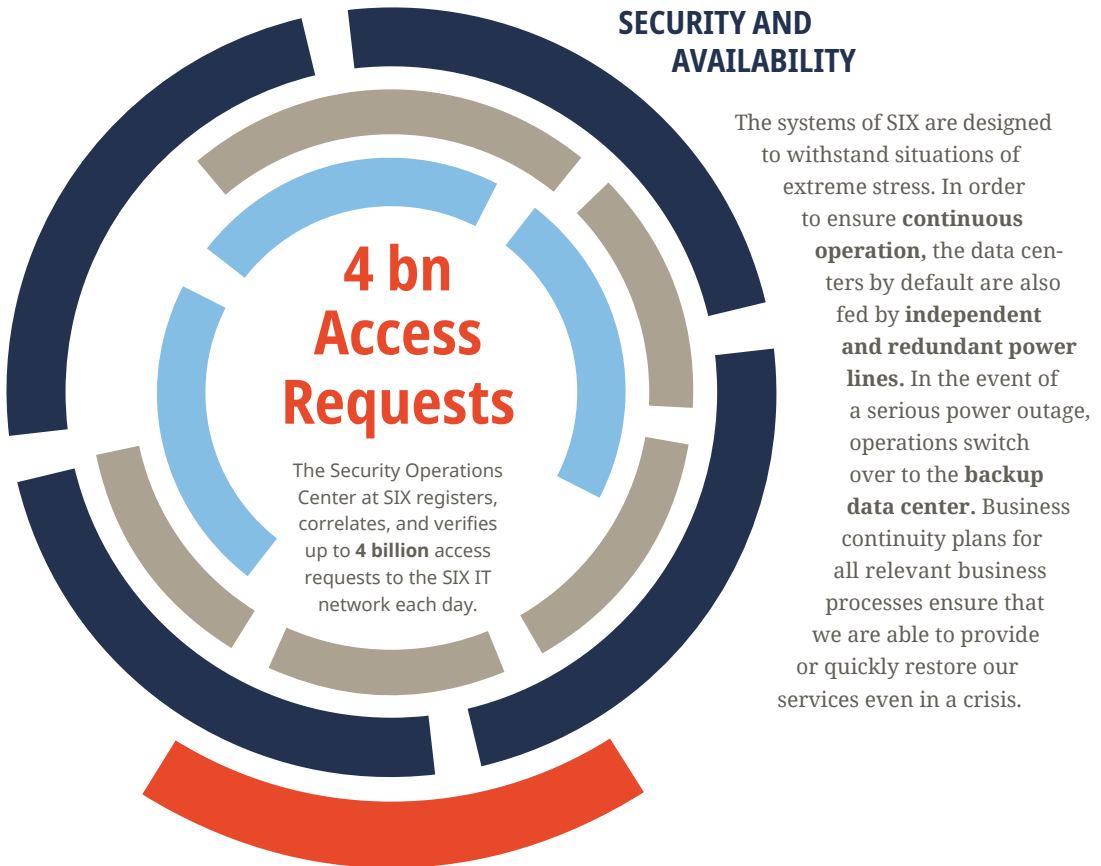 SECURITY AND
AVAILABILITY
The systems of SIX are designed
to withstand situations of
extreme stress. In order
to ensure continuous
operation, the data cen-
ters by default are also
fed by independent
and redundant power
lines. In the event of
a serious power outage,
operations switch
over to the backup
data center. Business
continuity plans for
all relevant business
processes ensure that
we are able to provide
or quickly restore our
services even in a crisis.
4 bn
Access
Requests
The Security Operations
Center at SIX registers,
correlates, and verifies
up to 4 billion access
requests to the SIX IT
network each day.